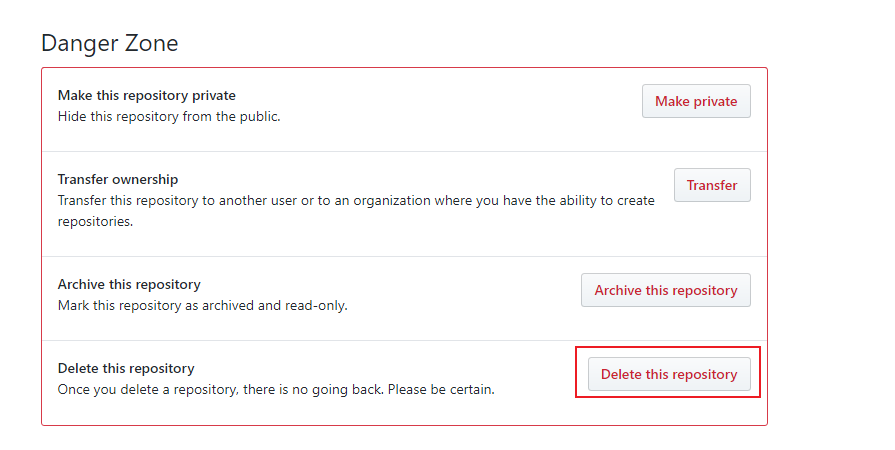 Danger Zone
Make this repository private
Hide this repository from the public.
Make private
Transfer ownership
Transfer this repository to another user or to an organization where you have the ability to create
repositories.
Transfer
Archive this repository
Mark this repository as archived and read-only.
Archive this repository
Delete this repository
Once you delete a repository, there is no going back. Please be certain.
Delete this repository